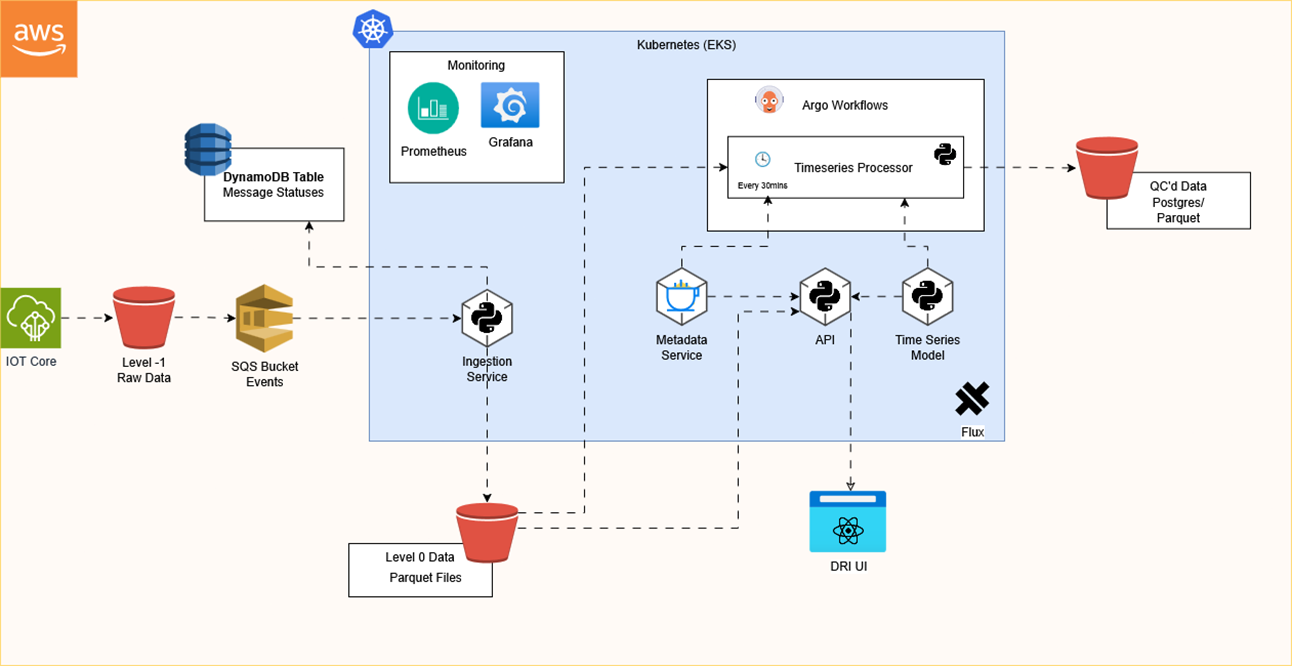 aws
Kubernetes (EKS)
Monitoring
Prometheus
Grafana
Argo Workflows
Timeseries Processor
Every 30mins
DynamoDB Table
Message Statuses
QC'd Data
Postgres/
Parquet
IOT Core
Level -1
Raw Data
SQS Bucket
Events
Ingestion
Service
Metadata
Service
API
Time Series
Model
Flux
Level 0 Data
Parquet Files
DRI UI